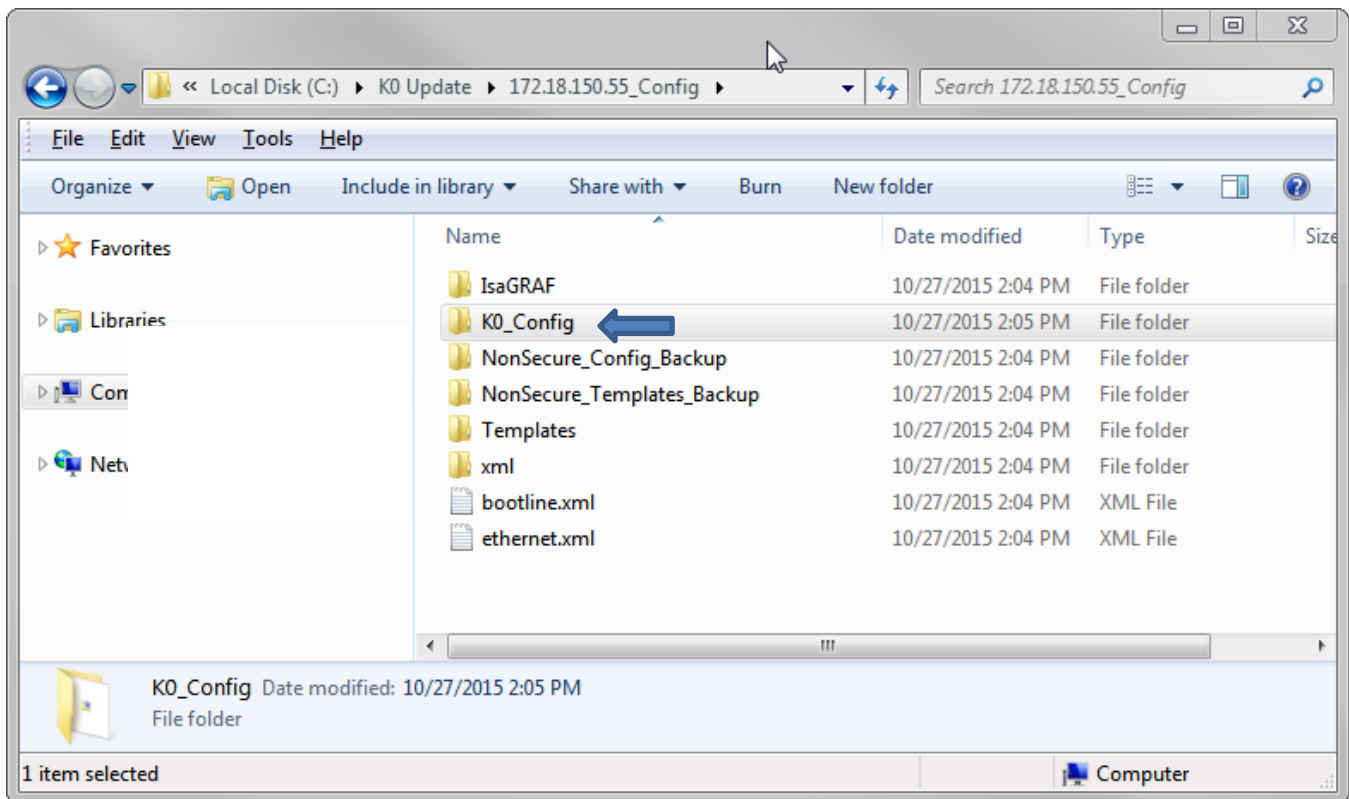 « Local Disk (C:) K0 Update 172.18.150.55_Config Search 172.18.150.55_Config
File Edit View Tools Help
Organize Open Include in library Share with Burn New folder
Name Date modified Type Size
Favorites
IsaGRAF 10/27/2015 2:04 PM File folder
Libraries K0_Config 10/27/2015 2:05 PM File folder
NonSecure_Config_Backup 10/27/2015 2:04 PM File folder
NonSecure_Templates_Backup 10/27/2015 2:04 PM File folder
Templates 10/27/2015 2:04 PM File folder
xml 10/27/2015 2:04 PM File folder
bootline.xml 10/27/2015 2:04 PM XML File
ethernet.xml 10/27/2015 2:04 PM XML File
K0_Config Date modified: 10/27/2015 2:05 PM
File folder
1 item selected Computer